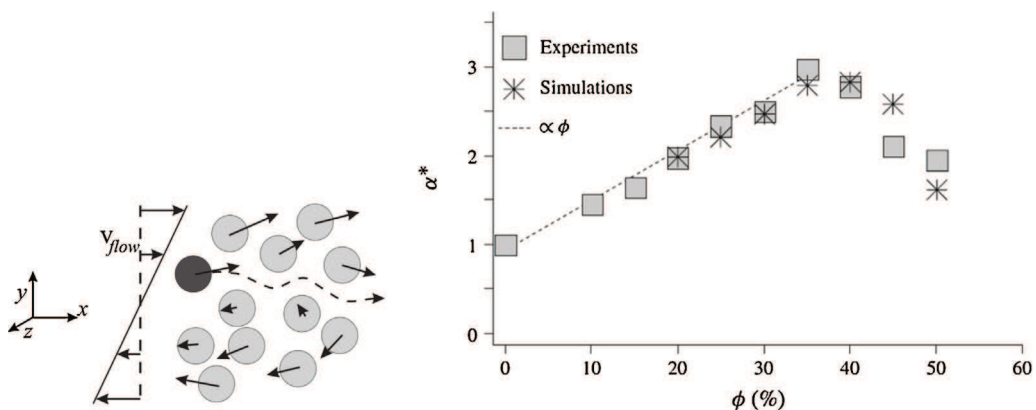 v_flow
y
x
z
Experiments
Simulations
∝ ϕ
α*
3
2
1
0
0 10 20 30 40 50 60
ϕ (%)